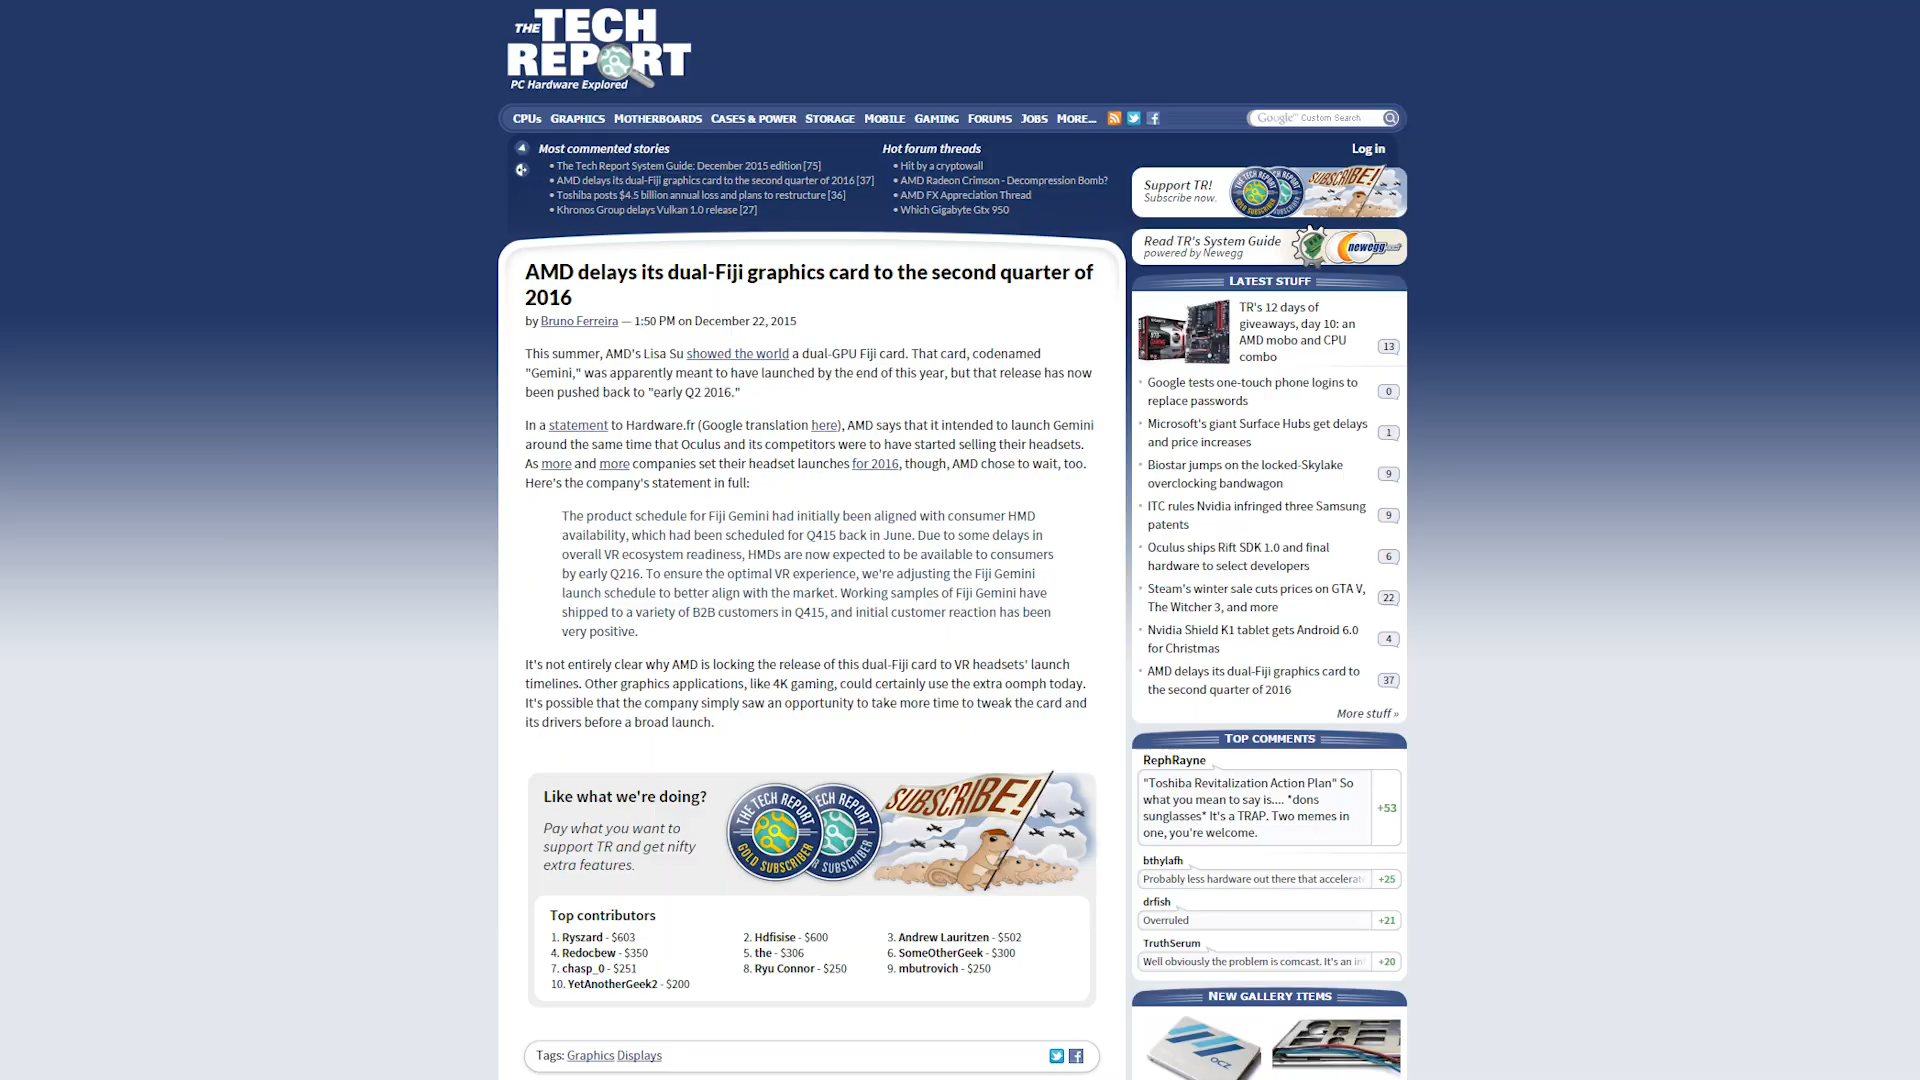 THE TECH
REPORT
PC Hardware Explored
CPUs GRAPHICS MOTHERBOARDS CASES & POWER STORAGE MOBILE GAMING FORUMS JOBS MORE...
Google™ Custom Search
Most commented stories
• The Tech Report System Guide: December 2015 edition [75]
• AMD delays its dual-Fiji graphics card to the second quarter of 2016 [37]
• Toshiba posts $4.5 billion annual loss and plans to restructure [36]
• Khronos Group delays Vulkan 1.0 release [27]
Hot forum threads
• Hit by a cryptowall
• AMD Radeon Crimson - Decompression Bomb?
• AMD FX Appreciation Thread
• Which Gigabyte Gtx 950
Log in
Support TR!
Subscribe now.
SUBSCRIBE!
Read TR's System Guide
powered by Newegg
newegg
AMD delays its dual-Fiji graphics card to the second quarter of
2016
by Bruno Ferreira — 1:50 PM on December 22, 2015
This summer, AMD's Lisa Su showed the world a dual-GPU Fiji card. That card, codenamed
"Gemini," was apparently meant to have launched by the end of this year, but that release has now
been pushed back to "early Q2 2016."
In a statement to Hardware.fr (Google translation here), AMD says that it intended to launch Gemini
around the same time that Oculus and its competitors were to have started selling their headsets.
As more and more companies set their headset launches for 2016, though, AMD chose to wait, too.
Here's the company's statement in full:
The product schedule for Fiji Gemini had initially been aligned with consumer HMD
availability, which had been scheduled for Q415 back in June. Due to some delays in
overall VR ecosystem readiness, HMDs are now expected to be available to consumers
by early Q216. To ensure the optimal VR experience, we're adjusting the Fiji Gemini
launch schedule to better align with the market. Working samples of Fiji Gemini have
shipped to a variety of B2B customers in Q415, and initial customer reaction has been
very positive.
It's not entirely clear why AMD is locking the release of this dual-Fiji card to VR headsets' launch
timelines. Other graphics applications, like 4K gaming, could certainly use the extra oomph today.
It's possible that the company simply saw an opportunity to take more time to tweak the card and
its drivers before a broad launch.
Like what we're doing?
Pay what you want to
support TR and get nifty
extra features.
THE TECH REPORT
GOLD SUBSCRIBER
TECH REPORT
SUBSCRIBER
SUBSCRIBE!
Top contributors
1. Ryszard - $603
2. Hdfisise - $600
3. Andrew Lauritzen - $502
4. Redocbew - $350
5. the - $306
6. SomeOtherGeek - $300
7. chasp_0 - $251
8. Ryu Connor - $250
9. mbutrovich - $250
10. YetAnotherGeek2 - $200
Tags: Graphics Displays
LATEST STUFF
TR's 12 days of
giveaways, day 10: an
AMD mobo and CPU
combo
13
Google tests one-touch phone logins to
replace passwords
0
Microsoft's giant Surface Hubs get delays
and price increases
1
Biostar jumps on the locked-Skylake
overclocking bandwagon
9
ITC rules Nvidia infringed three Samsung
patents
9
Oculus ships Rift SDK 1.0 and final
hardware to select developers
6
Steam's winter sale cuts prices on GTA V,
The Witcher 3, and more
22
Nvidia Shield K1 tablet gets Android 6.0
for Christmas
4
AMD delays its dual-Fiji graphics card to
the second quarter of 2016
37
More stuff »
TOP COMMENTS
RephRayne
"Toshiba Revitalization Action Plan" So
what you mean to say is.... *dons
sunglasses* It's a TRAP. Two memes in
one, you're welcome.
+53
bthylafh
Probably less hardware out there that accelerat
+25
drfish
Overruled
+21
TruthSerum
Well obviously the problem is comcast. It's an in
+20
NEW GALLERY ITEMS
OCZ